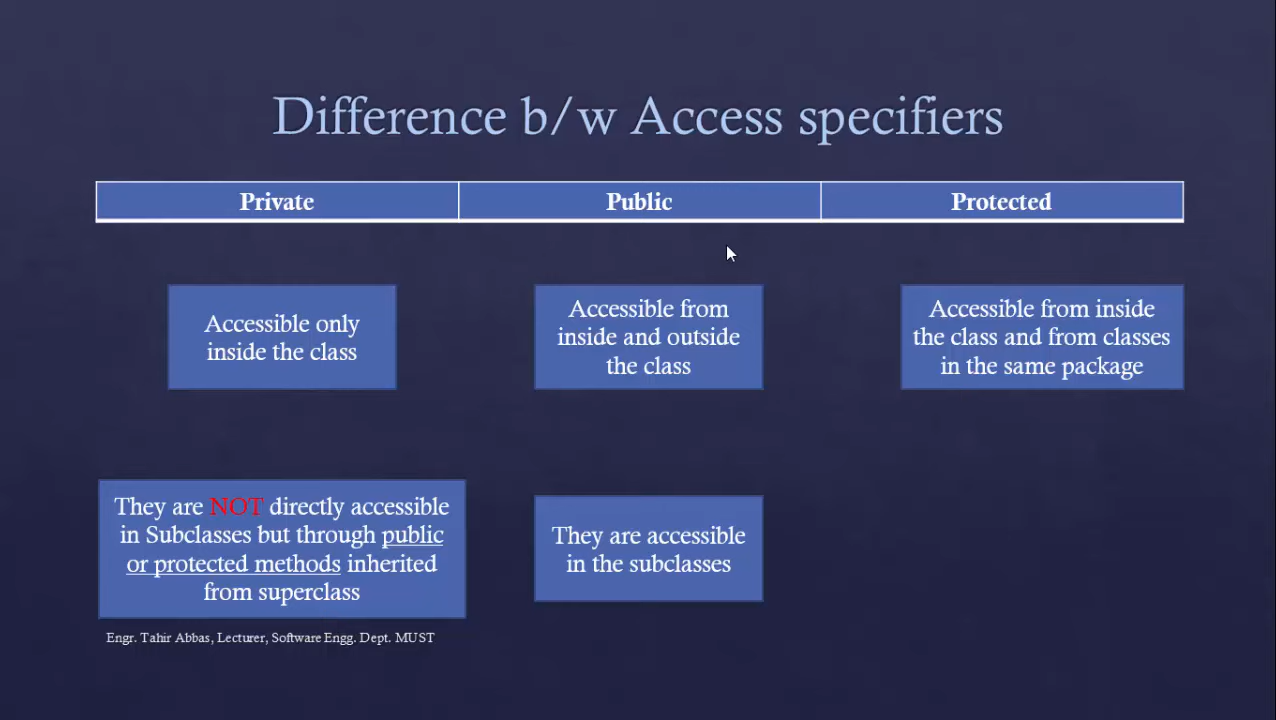 Difference b/w Access specifiers
Private
Public
Protected
Accessible only
inside the class
Accessible from
inside and outside
the class
Accessible from inside
the class and from classes
in the same package
They are NOT directly accessible
in Subclasses but through public
or protected methods inherited
from superclass
They are accessible
in the subclasses
Engr. Tahir Abbas, Lecturer, Software Engg. Dept. MUST